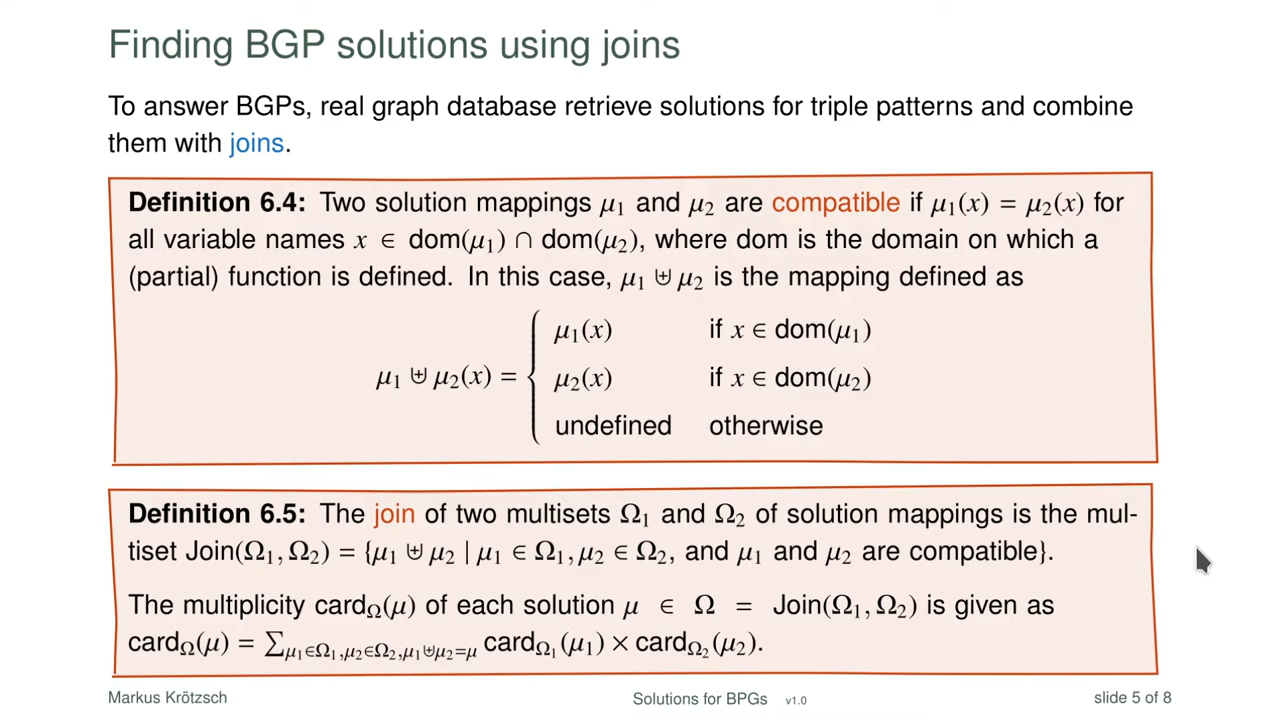 Finding BGP solutions using joins
To answer BGPs, real graph database retrieve solutions for triple patterns and combine
them with joins.
Definition 6.4: Two solution mappings μ₁ and μ₂ are compatible if μ₁(x) = μ₂(x) for
all variable names x ∈ dom(μ₁) ∩ dom(μ₂), where dom is the domain on which a
(partial) function is defined. In this case, μ₁ ⊎ μ₂ is the mapping defined as
μ₁(x) if x ∈ dom(μ₁)
μ₁ ⊎ μ₂(x) = { μ₂(x) if x ∈ dom(μ₂)
undefined otherwise
Definition 6.5: The join of two multisets Ω₁ and Ω₂ of solution mappings is the mul-
tiset Join(Ω₁, Ω₂) = {μ₁ ⊎ μ₂ | μ₁ ∈ Ω₁, μ₂ ∈ Ω₂, and μ₁ and μ₂ are compatible}.
The multiplicity card_Ω(μ) of each solution μ ∈ Ω = Join(Ω₁, Ω₂) is given as
card_Ω(μ) = ∑_{μ₁∈Ω₁,μ₂∈Ω₂,μ₁⊎μ₂=μ} card_Ω₁(μ₁) × card_Ω₂(μ₂).
Markus Krötzsch Solutions for BPGs v1.0 slide 5 of 8